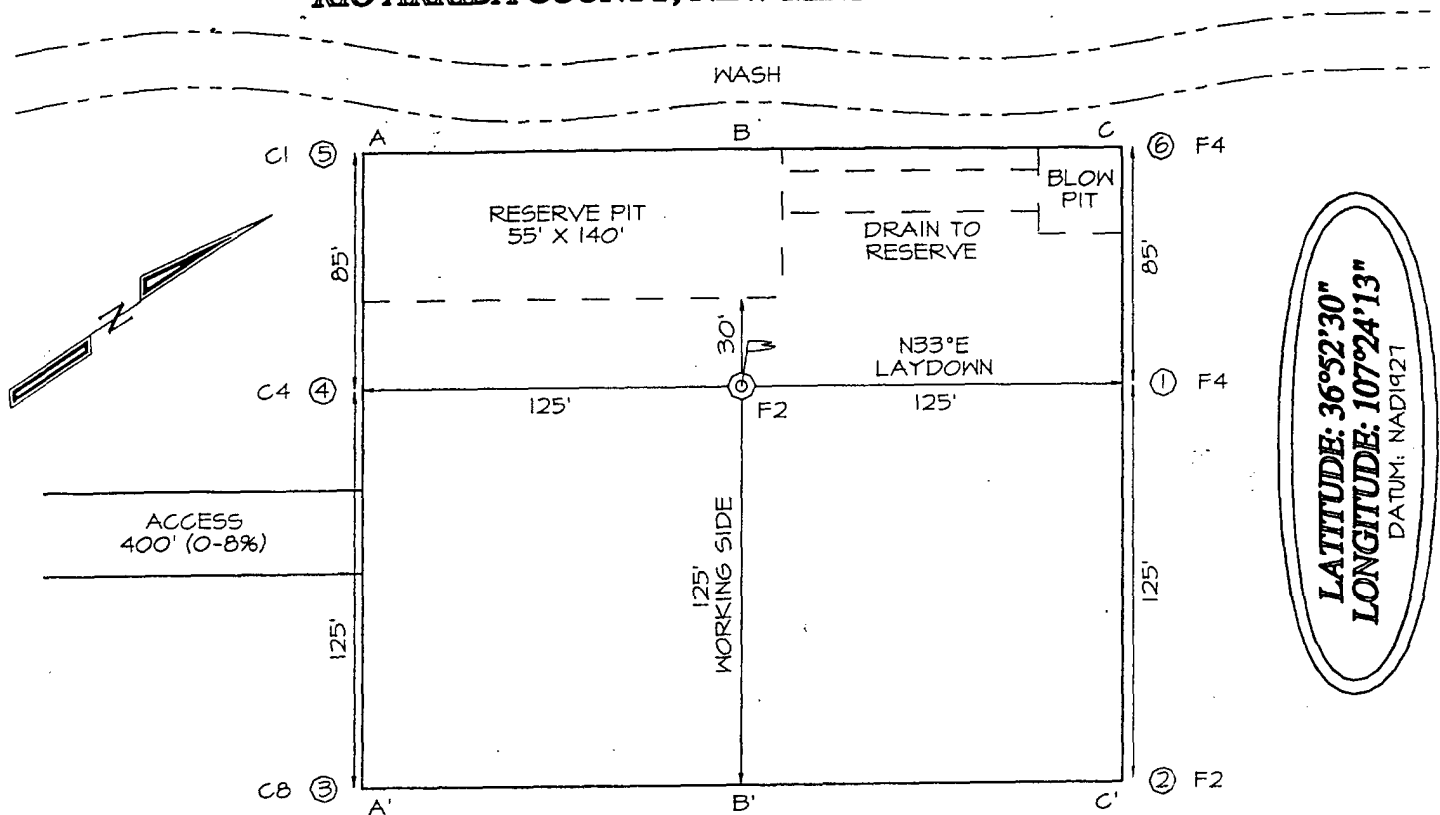 WASH
A
B
C
C1 5
6 F4
BLOW
PIT
RESERVE PIT
55' X 140'
DRAIN TO
RESERVE
85'
85'
N
30'
N33°E
LAYDOWN
C4 4
1 F4
125'
125'
F2
ACCESS
400' (0-8%)
125'
WORKING SIDE
125'
125'
C8 3
2 F2
A'
B'
C'
LATITUDE: 36°52'30"
LONGITUDE: 107°24'13"
DATUM: NAD1927